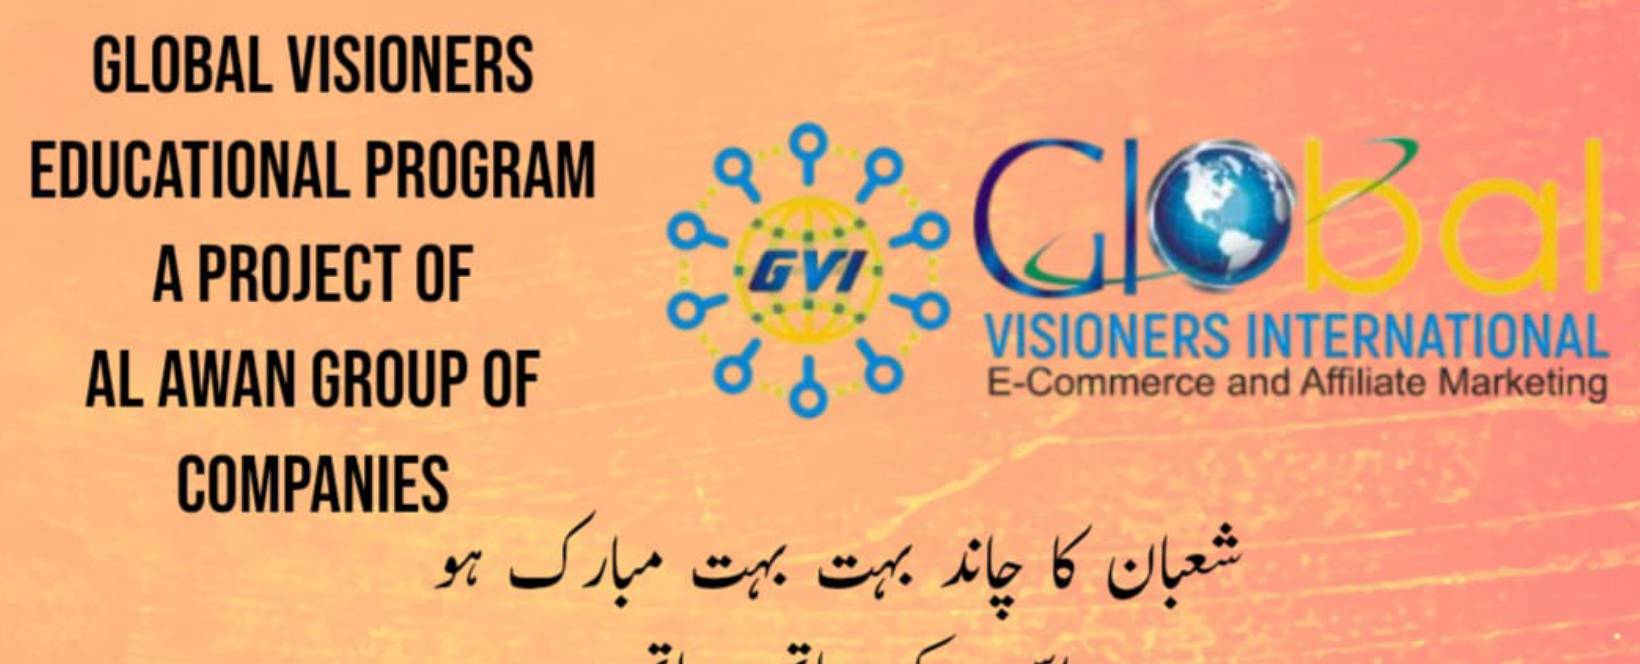 GLOBAL VISIONERS
EDUCATIONAL PROGRAM
A PROJECT OF
AL AWAN GROUP OF
COMPANIES
GVI
Global
VISIONERS INTERNATIONAL
E-Commerce and Affiliate Marketing
شعبان کا چاند بہت بہت مبارک ہو